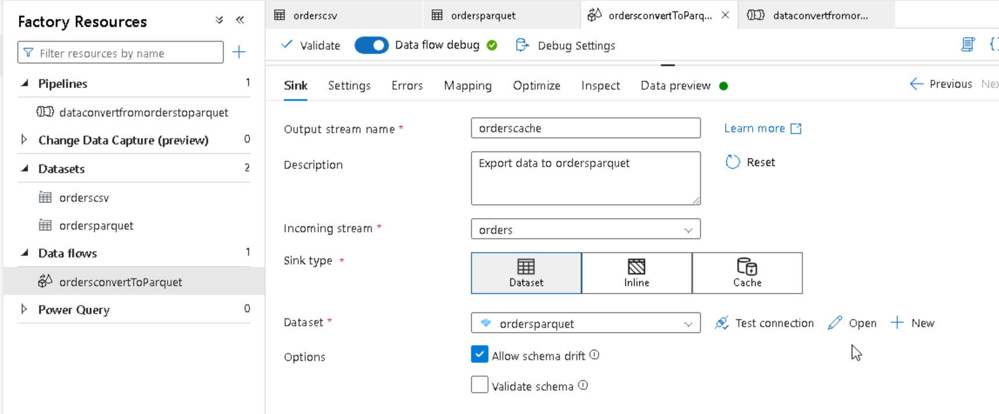 Factory Resources
Filter resources by name
Pipelines 1
dataconvertfromorderstoparquet
Change Data Capture (preview) 0
Datasets 2
orderscsv
ordersparquet
Data flows 1
ordersconvertToParquet
Power Query 0
orderscsv ordersparquet ordersconvertToParq... dataconvertfromor...
Validate Data flow debug Debug Settings
Sink Settings Errors Mapping Optimize Inspect Data preview Previous Nex
Output stream name * orderscache Learn more
Description Export data to ordersparquet Reset
Incoming stream * orders
Sink type * Dataset Inline Cache
Dataset * ordersparquet Test connection Open New
Options Allow schema drift
Validate schema